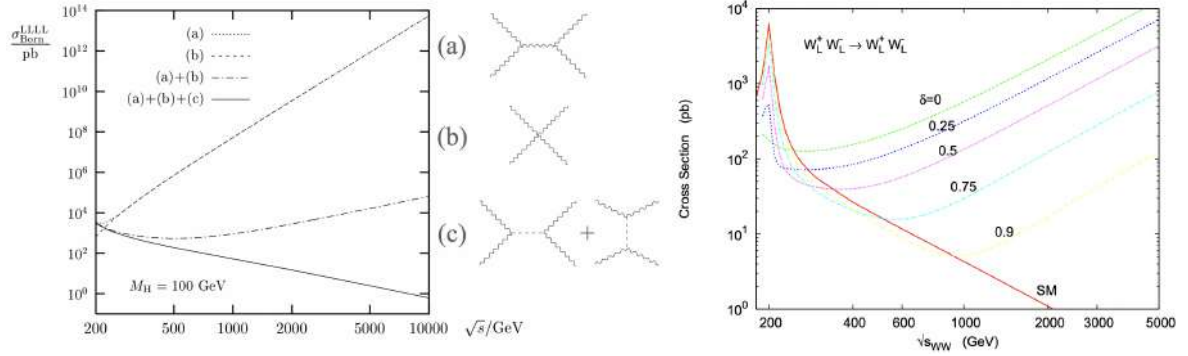 σ^LLLL_Born / pb
10^14
10^12
10^10
10^8
10^6
10^4
10^2
10^0
(a)
(b)
(a)+(b)
(a)+(b)+(c)
M_H = 100 GeV
200 500 1000 2000 5000 10000
√s/GeV
(a)
(b)
(c)
+
Cross Section (pb)
10^4
10^3
10^2
10^1
10^0
W_L^+ W_L^- → W_L^+ W_L^-
δ=0
0.25
0.5
0.75
0.9
SM
200 400 600 1000 2000 3000 5000
√s_WW (GeV)